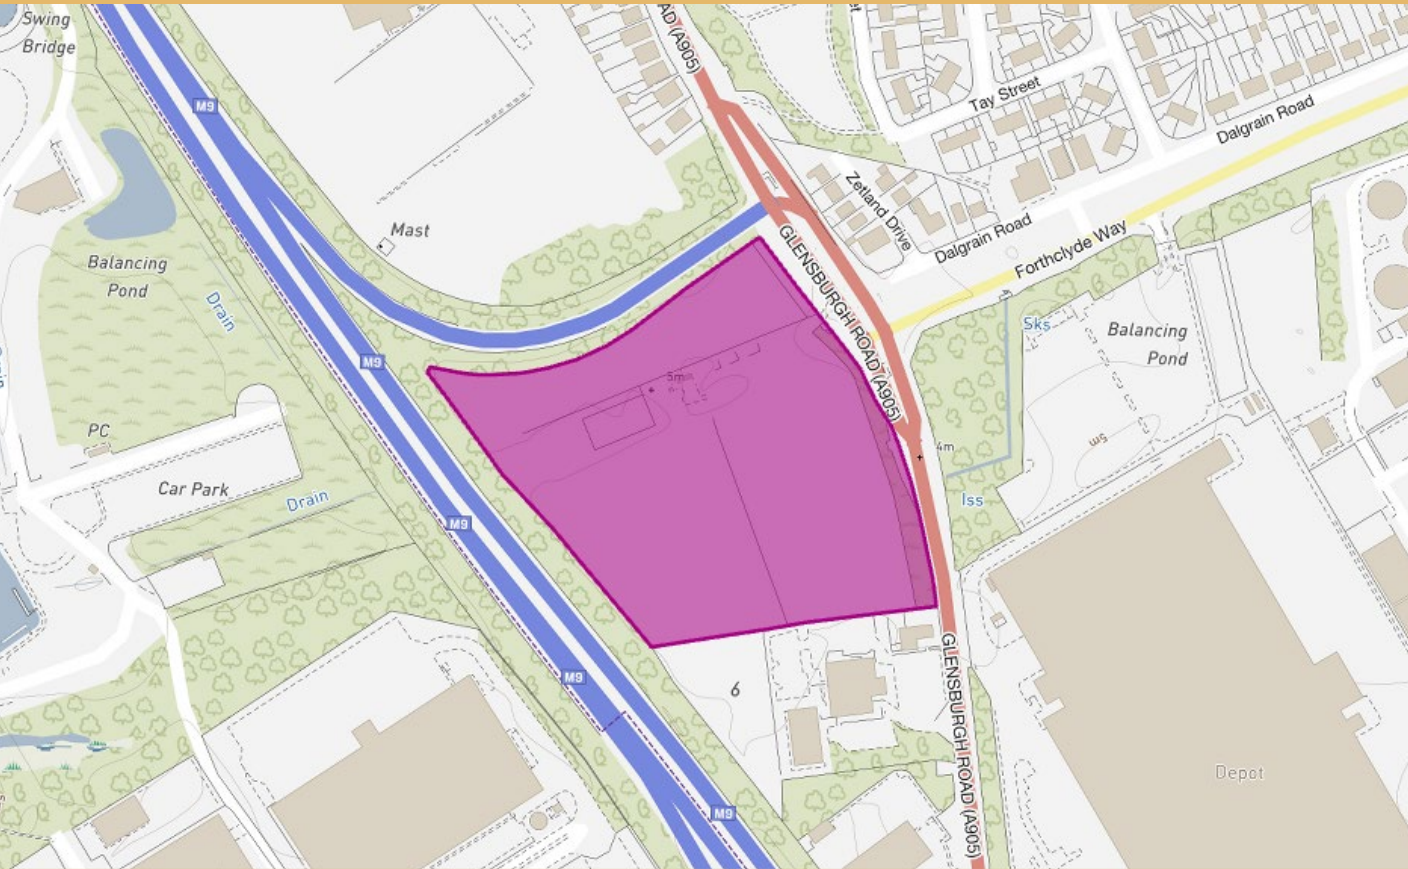 Swing
Bridge
AD (A905)
et
Tay Street
Dalgrain Road
M9
Zetland Drive
Mast
Dalgrain Road
Forthclyde Way
GLENSBURGH ROAD (A905)
Balancing
Pond
Drain
Sks
Balancing
Pond
M9
5m
PC
4m
5m
Car Park
Drain
Iss
M9
GLENSBURGH ROAD (A905)
M9
6
Depot
M9